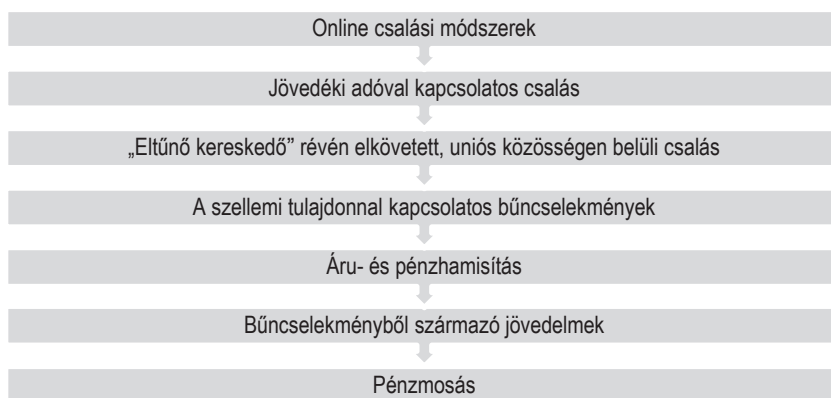 Online csalási módszerek
Jövedéki adóval kapcsolatos csalás
„Eltűnő kereskedő” révén elkövetett, uniós közösségen belüli csalás
A szellemi tulajdonnal kapcsolatos bűncselekmények
Áru- és pénzhamisítás
Bűncselekményből származó jövedelmek
Pénzmosás